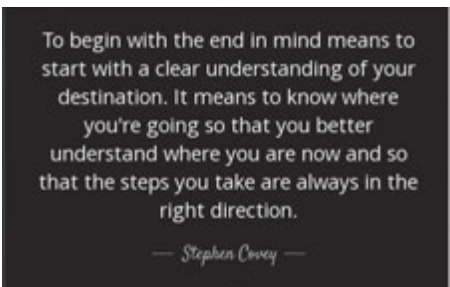 To begin with the end in mind means to
start with a clear understanding of your
destination. It means to know where
you're going so that you better
understand where you are now and so
that the steps you take are always in the
right direction.
— Stephen Covey —